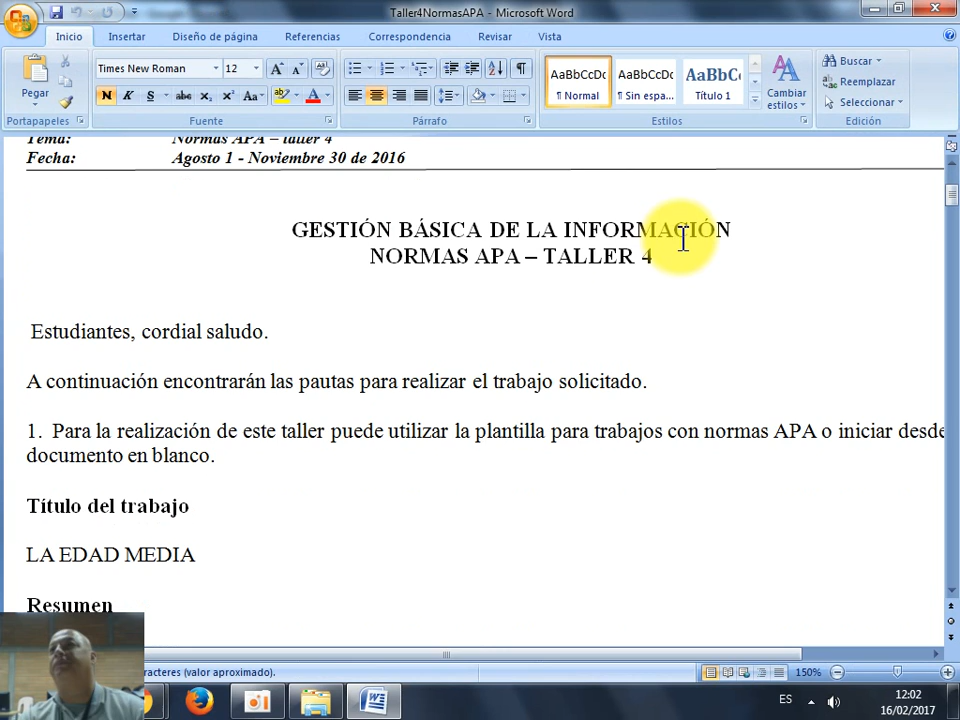 Taller4NormasAPA - Microsoft Word
Inicio Insertar Diseño de página Referencias Correspondencia Revisar Vista
Times New Roman 12
Pegar
N K S abe x₂ x² Aa
AaBbCcDc AaBbCcDc AaBbC
¶ Normal ¶ Sin espa... Título 1
Cambiar estilos
Buscar
Reemplazar
Seleccionar
Portapapeles Fuente Párrafo Estilos Edición
Tema: Normas APA – taller 4
Fecha: Agosto 1 - Noviembre 30 de 2016
GESTIÓN BÁSICA DE LA INFORMACIÓN
NORMAS APA – TALLER 4
Estudiantes, cordial saludo.
A continuación encontrarán las pautas para realizar el trabajo solicitado.
1. Para la realización de este taller puede utilizar la plantilla para trabajos con normas APA o iniciar desde
documento en blanco.
Título del trabajo
LA EDAD MEDIA
Resumen
racteres (valor aproximado).
150%
ES
12:02
16/02/2017